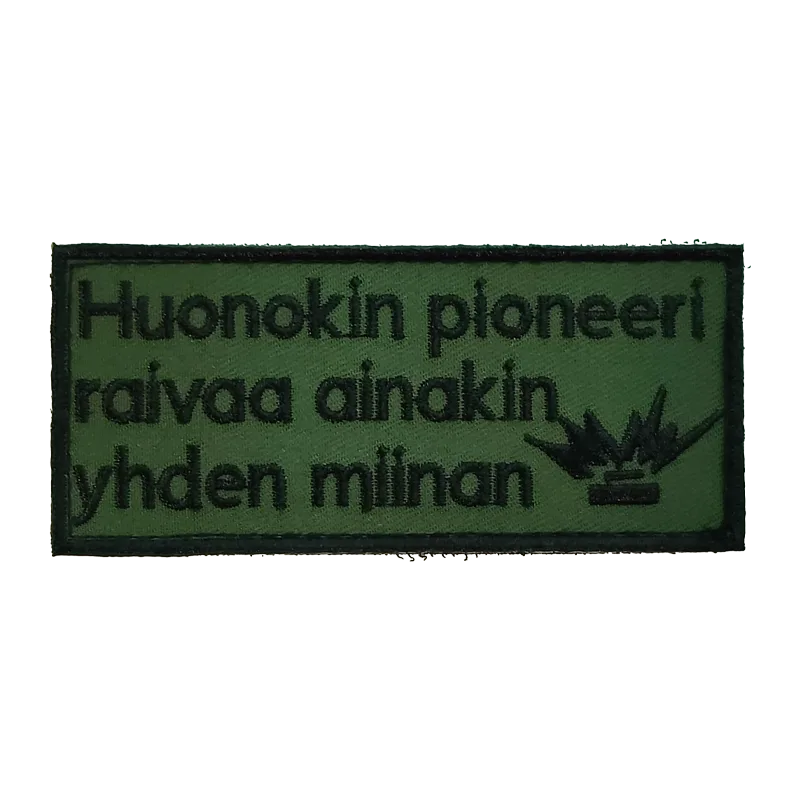 Huonokin pioneeri
raivaa ainakin
yhden miinan